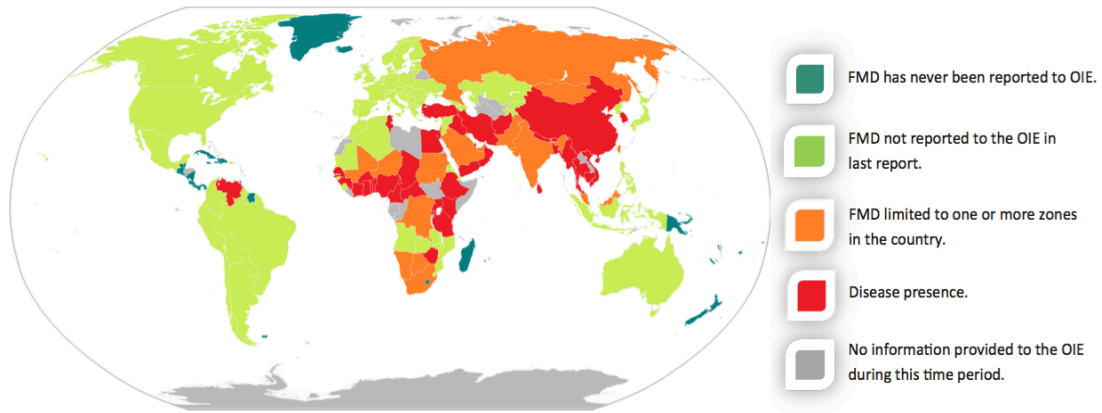 FMD has never been reported to OIE.
FMD not reported to the OIE in
last report.
FMD limited to one or more zones
in the country.
Disease presence.
No information provided to the OIE
during this time period.